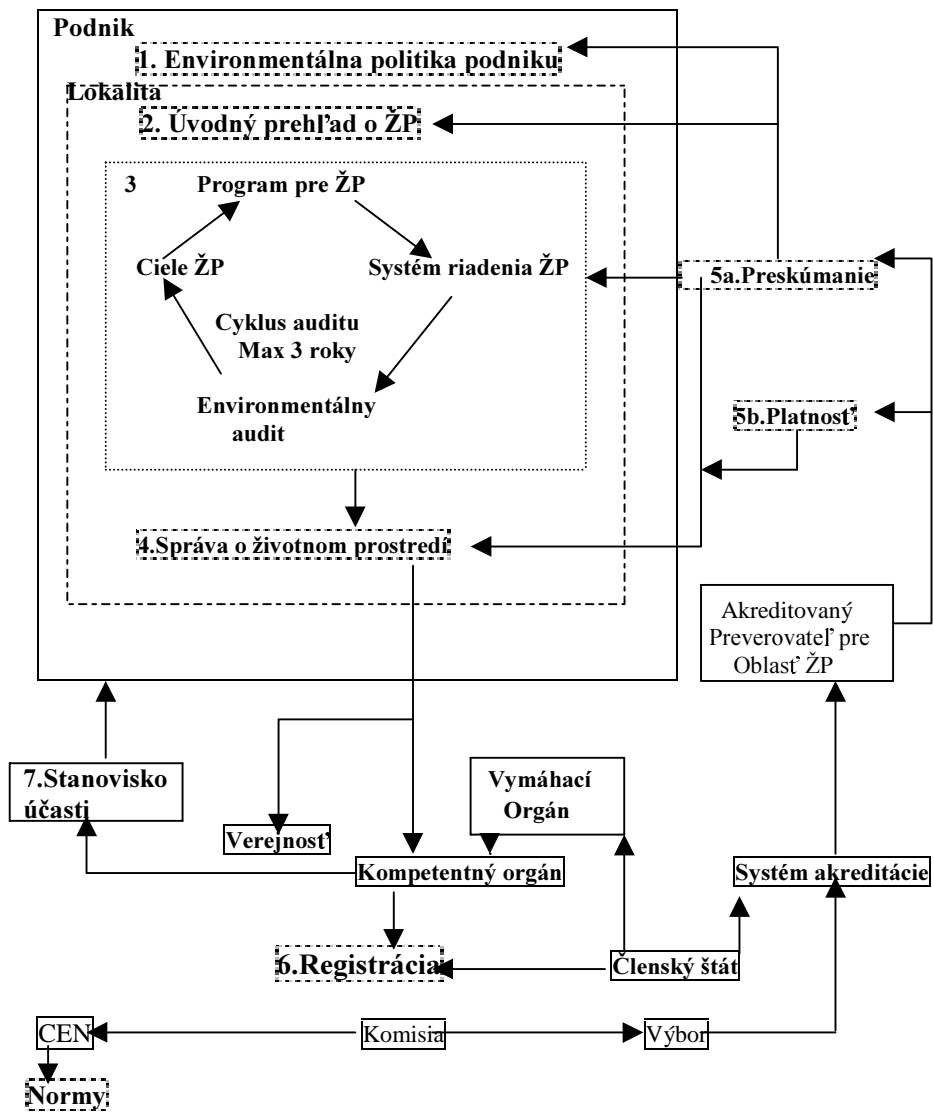 Podnik
1. Environmentálna politika podniku
Lokalita
2. Úvodný prehľad o ŽP
3 Program pre ŽP
Ciele ŽP Systém riadenia ŽP
5a.Preskúmanie
Cyklus auditu
Max 3 roky
Environmentálny
audit
5b.Platnosť
4.Správa o životnom prostredí
Akreditovaný
Preverovateľ pre
Oblasť ŽP
7.Stanovisko
účasti
Vymáhací
Orgán
Verejnosť
Kompetentný orgán
Systém akreditácie
6.Registrácia
Členský štát
CEN
Komisia
Výbor
Normy